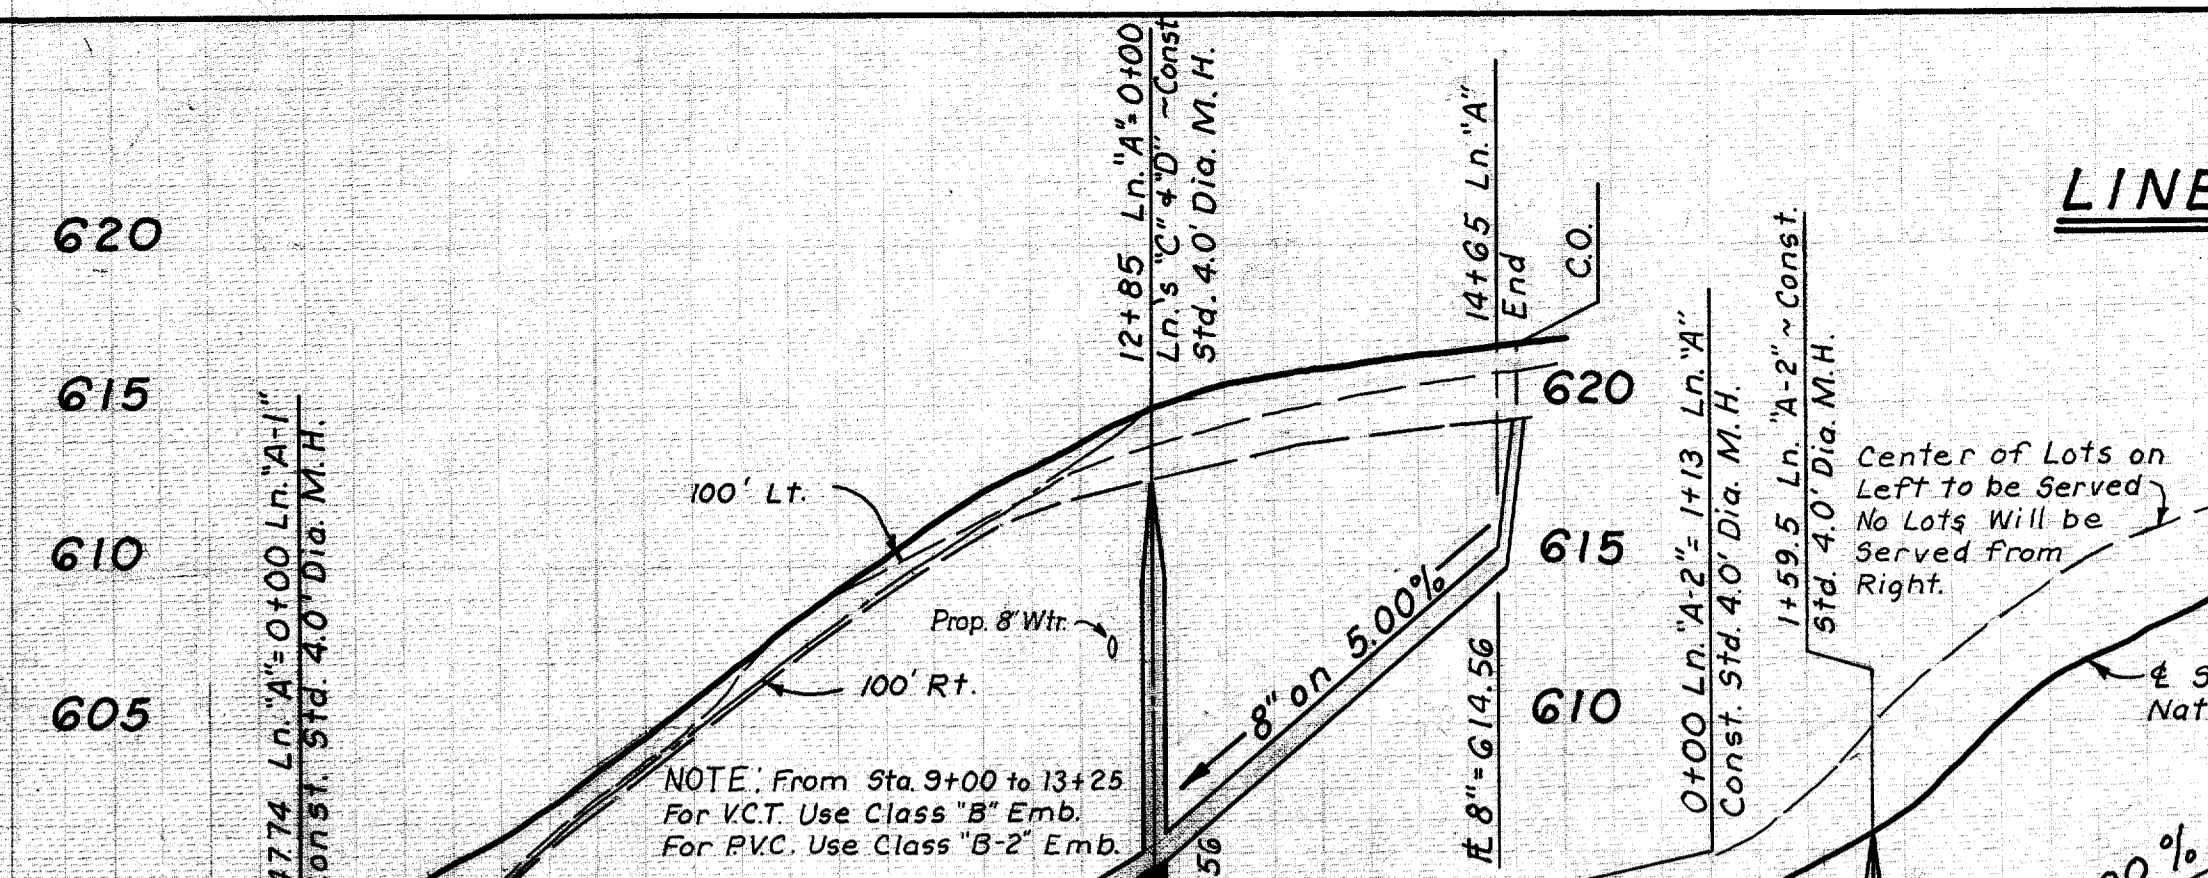 620
615
610
605
4774 Ln. "A"=0+00 Ln. "A-1"
Const. Std. 4.0' Dia. M.H.
12+85 Ln. "A"=0+00
Ln.'s "C" & "D" ~Const
Std. 4.0' Dia. M.H.
14+65 Ln. "A"
End
C.O.
100' Lt.
Prop. 8" Wtr.
100' Rt.
NOTE: From Sta. 9+00 to 13+25
For V.C.T. Use Class "B" Emb.
For P.V.C. Use Class "B-2" Emb.
8" on 5.00%
56
FL 8"=614.56
620
615
610
0+00 Ln. "A-2"= 1+13 Ln. "A"
Const. Std. 4.0' Dia. M.H.
1+59.5 Ln. "A-2" ~ Const.
Std. 4.0' Dia. M.H.
LINE
Center of Lots on
Left to be Served
No Lots Will be
Served from
Right.
℄ S
Nat